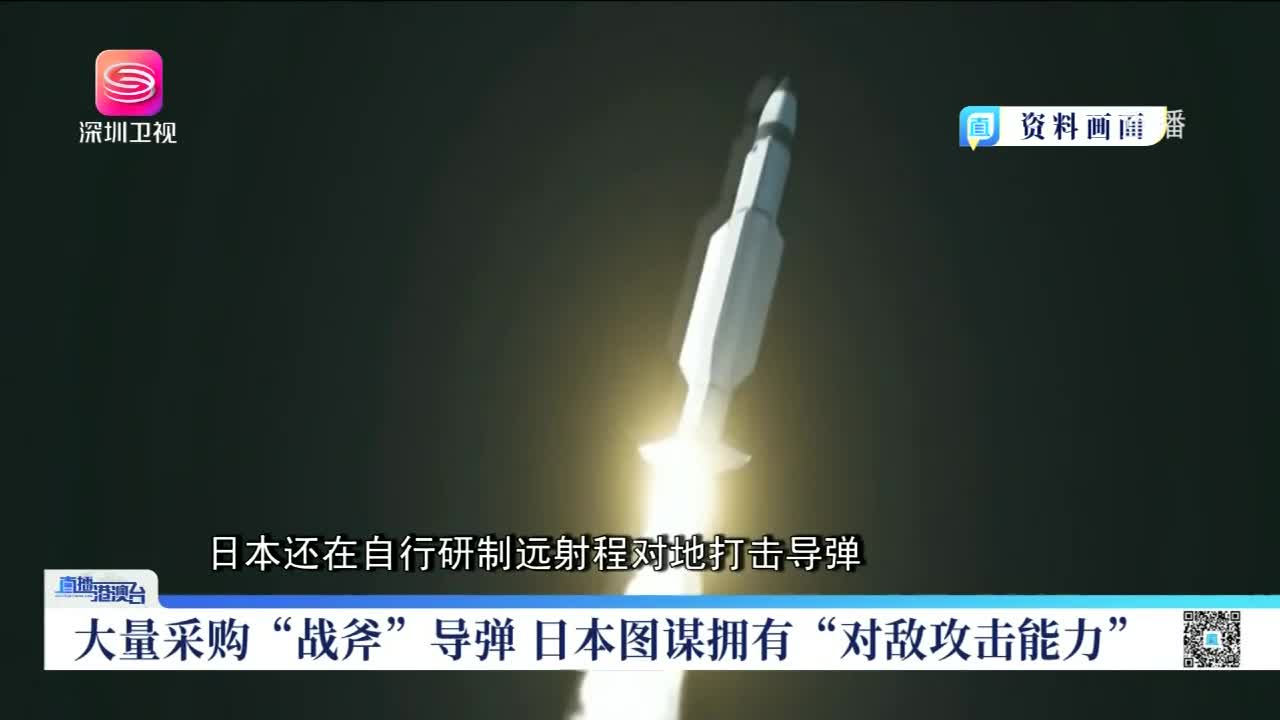 深圳卫视
资料画面
播
日本还在自行研制远射程对地打击导弹
直播港澳台
大量采购“战斧”导弹 日本图谋拥有“对敌攻击能力”